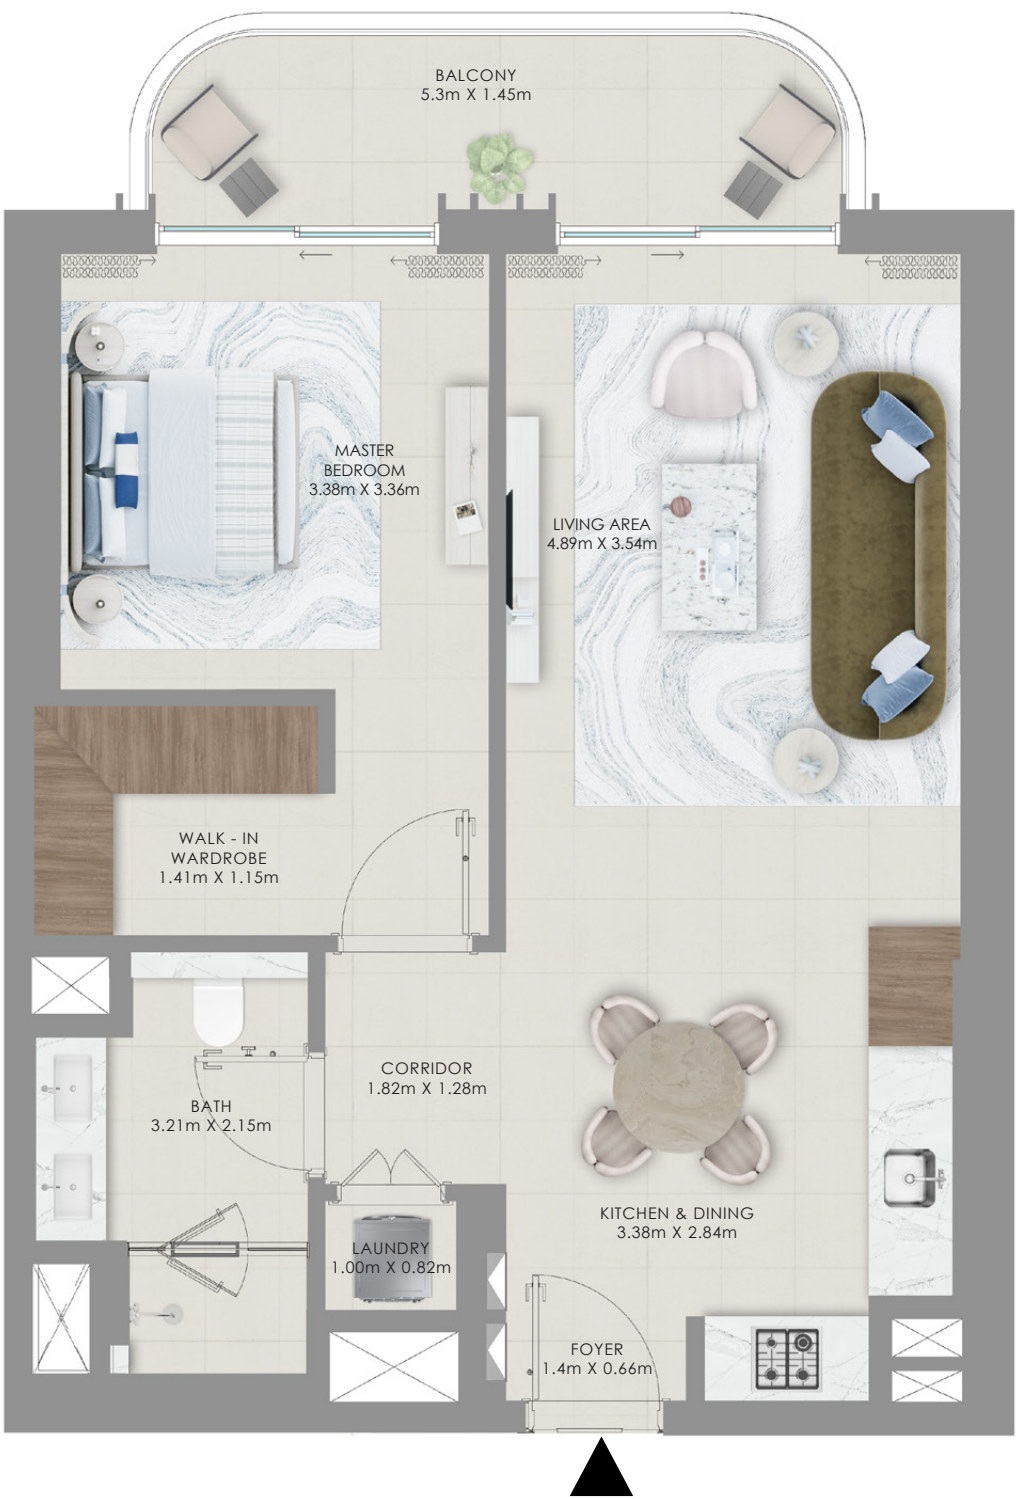 BALCONY
5.3m X 1.45m
MASTER
BEDROOM
3.38m X 3.36m
LIVING AREA
4.89m X 3.54m
WALK - IN
WARDROBE
1.41m X 1.15m
CORRIDOR
1.82m X 1.28m
BATH
3.21m X 2.15m
KITCHEN & DINING
3.38m X 2.84m
LAUNDRY
1.00m X 0.82m
FOYER
1.4m X 0.66m